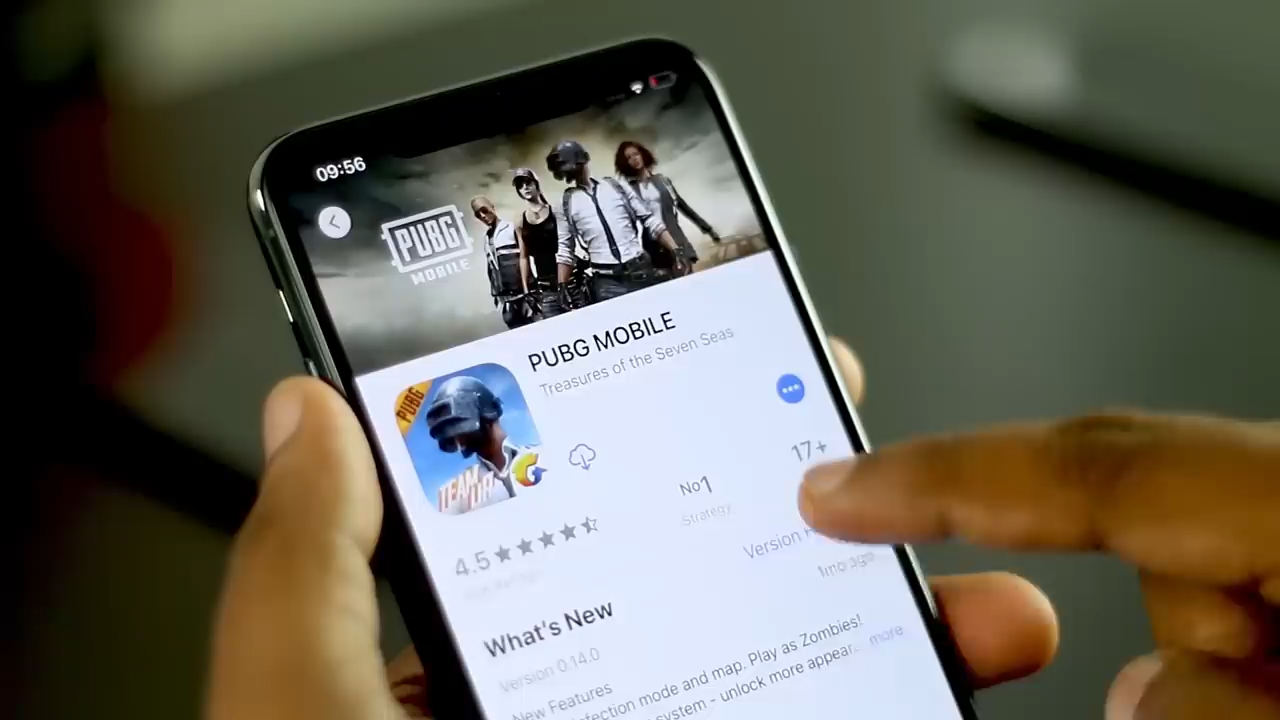 09:56
PUBG
MOBILE
PUBG MOBILE
Treasures of the Seven Seas
PUBG
TEAM UP
17+
No1
Strategy
4.5
Version
1mo ago
What's New
Version 0.14.0
New Features
infection mode and map. Play as Zombies!
system - unlock more appear. more